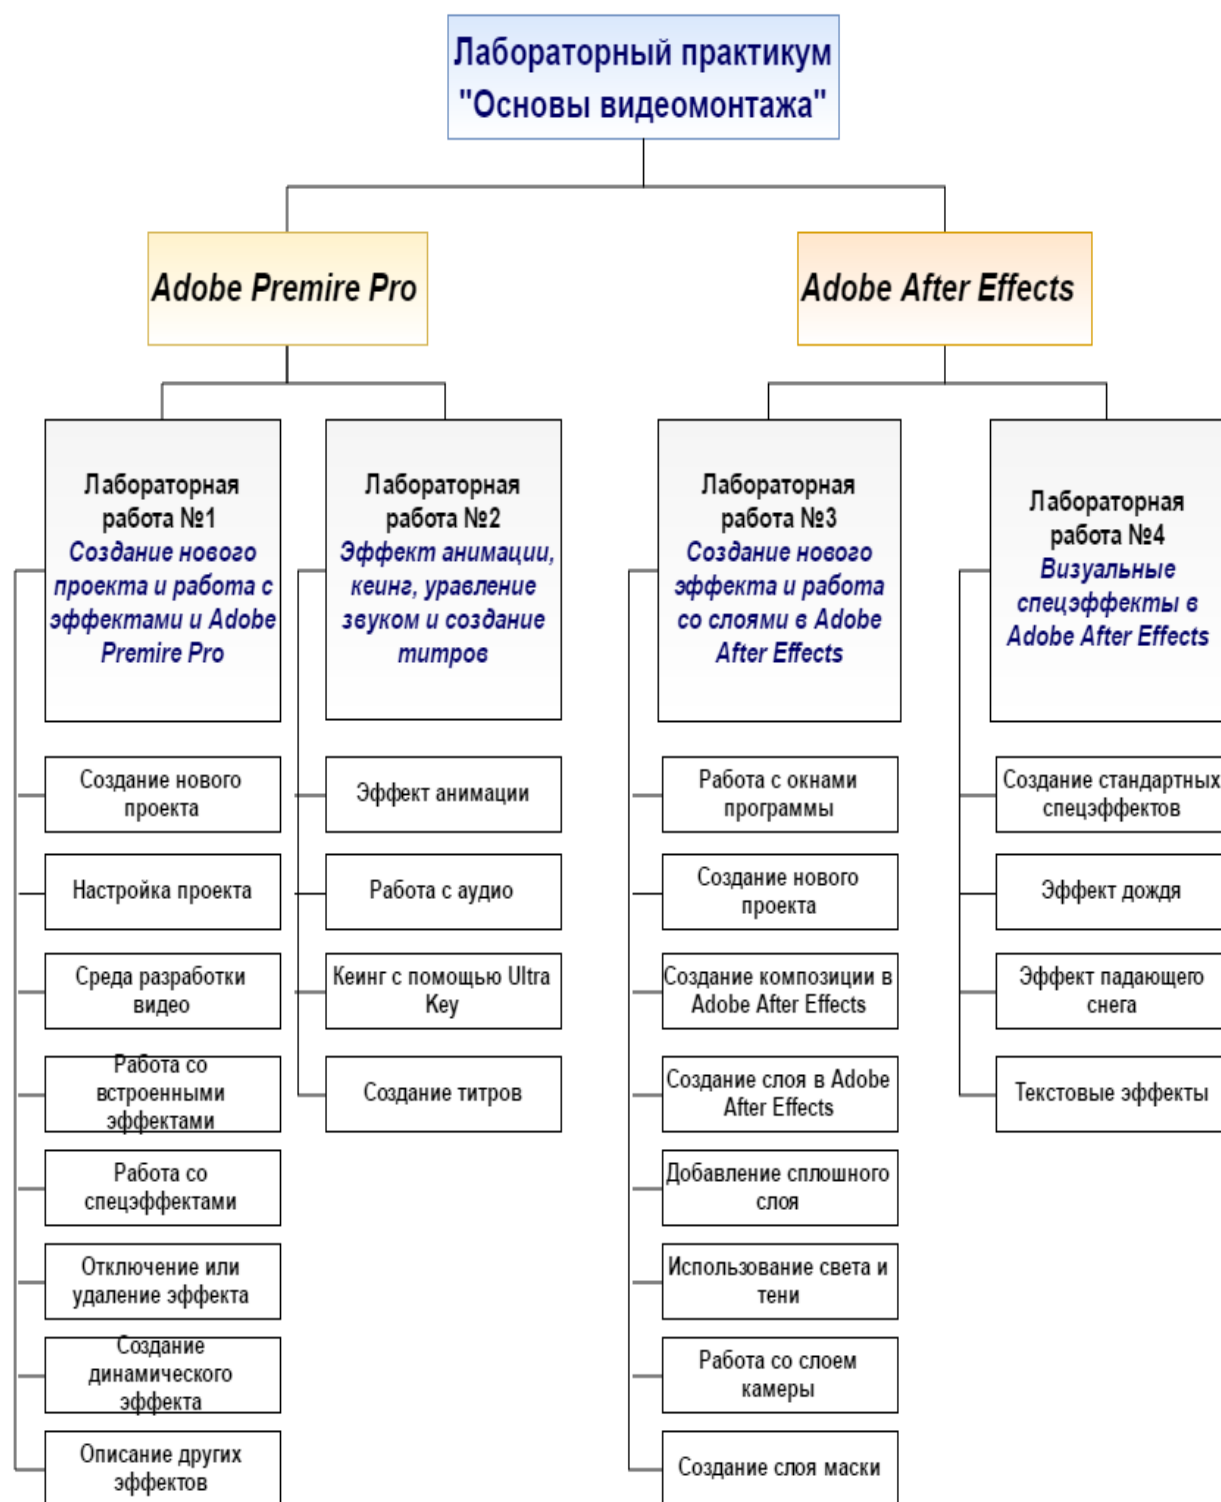 Лабораторный практикум
"Основы видеомонтажа"
Adobe Premire Pro
Adobe After Effects
Лабораторная
работа №1
Создание нового
проекта и работа с
эффектами и Adobe
Premire Pro
Лабораторная
работа №2
Эффект анимации,
кеинг, уравление
звуком и создание
титров
Лабораторная
работа №3
Создание нового
эффекта и работа
со слоями в Adobe
After Effects
Лабораторная
работа №4
Визуальные
спецэффекты в
Adobe After Effects
Создание нового
проекта
Настройка проекта
Среда разработки
видео
Работа со
встроенными
эффектами
Работа со
спецэффектами
Отключение или
удаление эффекта
Создание
динамического
эффекта
Описание других
эффектов
Эффект анимации
Работа с аудио
Кеинг с помощью Ultra
Key
Создание титров
Работа с окнами
программы
Создание нового
проекта
Создание композиции в
Adobe After Effects
Создание слоя в Adobe
After Effects
Добавление сплошного
слоя
Использование света и
тени
Работа со слоем
камеры
Создание слоя маски
Создание стандартных
спецэффектов
Эффект дождя
Эффект падающего
снега
Текстовые эффекты